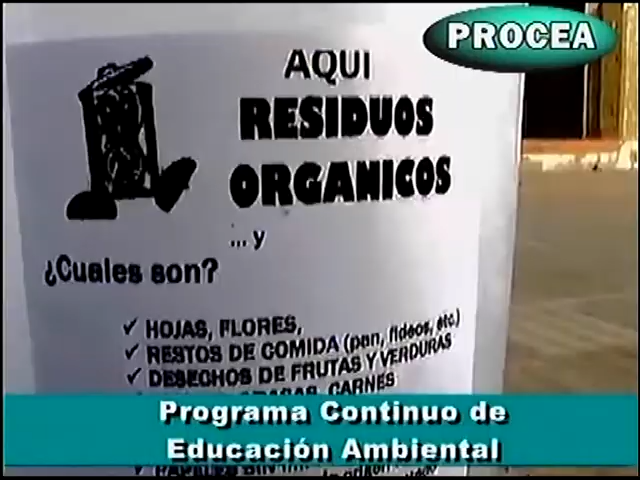 PROCEA
AQUI
RESIDUOS
ORGANICOS
... y
¿Cuales son?
✓ HOJAS, FLORES,
✓ RESTOS DE COMIDA (pan, fideos, etc.)
✓ DESECHOS DE FRUTAS Y VERDURAS
CARNES
Programa Continuo de
Educación Ambiental